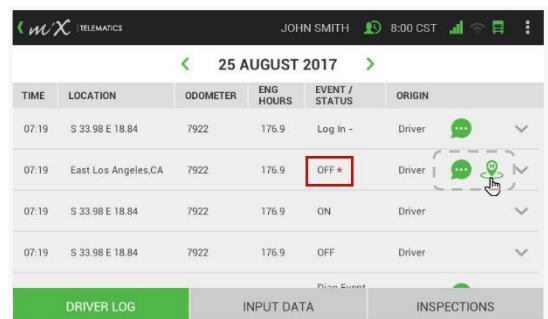 mix TELEMATICS JOHN SMITH 8:00 CST
25 AUGUST 2017
TIME LOCATION ODOMETER ENG HOURS EVENT / STATUS ORIGIN
07:19 S 33.98 E 18.84 7922 176.9 Log In - Driver
07:19 East Los Angeles,CA 7922 176.9 OFF * Driver M
07:19 S 33.98 E 18.84 7922 176.9 ON Driver
07:19 S 33.98 E 18.84 7922 176.9 OFF Driver
Diag Event
DRIVER LOG INPUT DATA INSPECTIONS